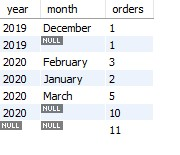 year month orders
2019 December 1
2019 NULL 1
2020 February 3
2020 January 2
2020 March 5
2020 NULL 10
NULL NULL 11